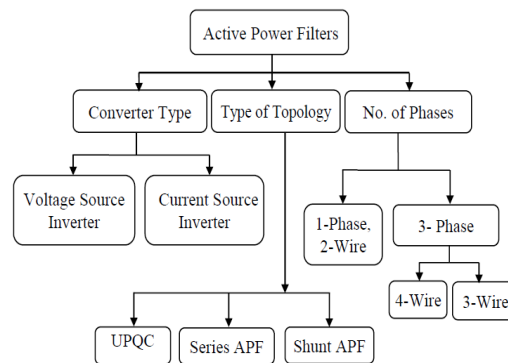 Active Power Filters
Converter Type
Type of Topology
No. of Phases
Voltage Source
Inverter
Current Source
Inverter
1-Phase,
2-Wire
3- Phase
4-Wire
3-Wire
UPQC
Series APF
Shunt APF